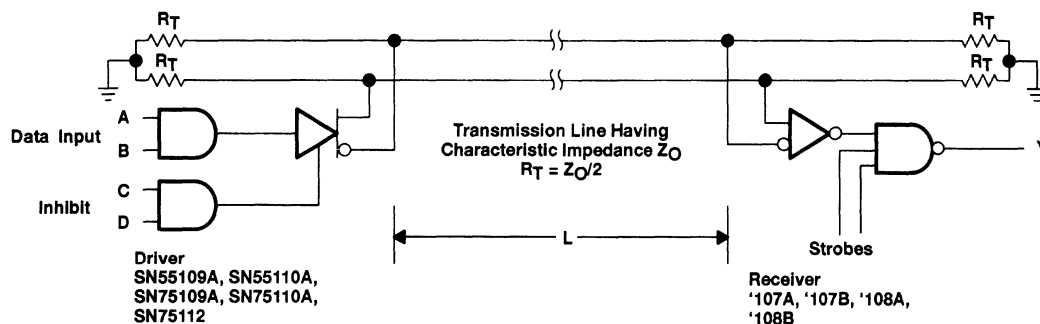 RT
RT
RT
RT
A
Data Input
B
C
Inhibit
D
Transmission Line Having
Characteristic Impedance ZO
RT = ZO/2
L
Strobes
Driver
SN55109A, SN55110A,
SN75109A, SN75110A,
SN75112
Receiver
‘107A, ‘107B, ‘108A,
‘108B